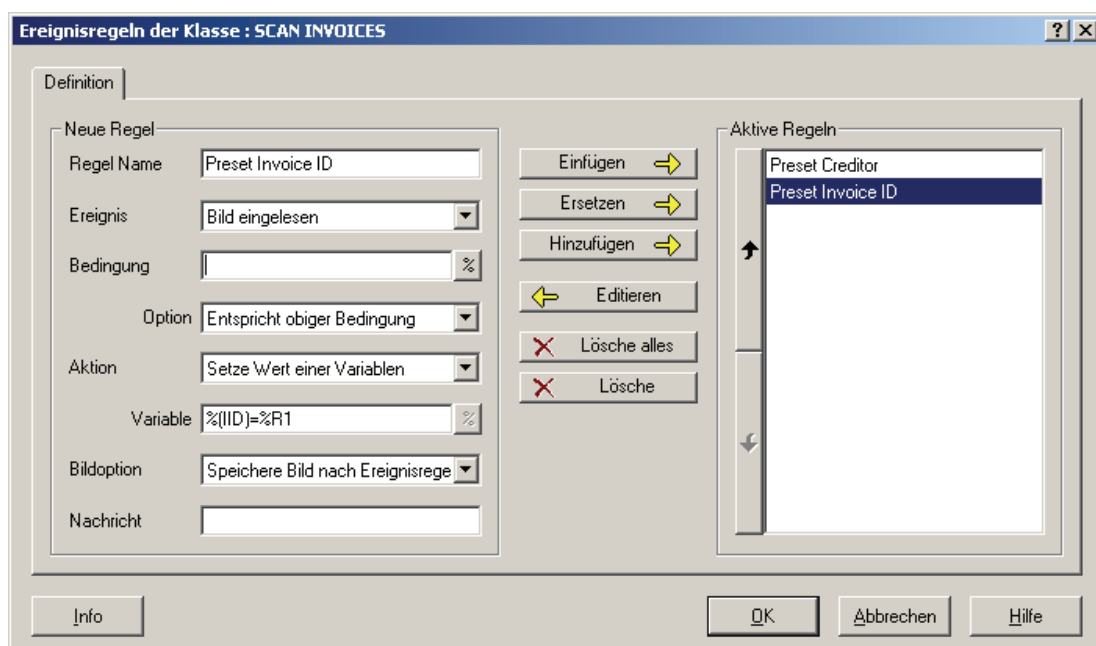 Ereignisregeln der Klasse : SCAN INVOICES
Definition
Neue Regel
Regel Name Preset Invoice ID
Ereignis Bild eingelesen
Bedingung %
Option Entspricht obiger Bedingung
Aktion Setze Wert einer Variablen
Variable %(IID)=%R1 %
Bildoption Speichere Bild nach Ereignisrege
Nachricht
Einfügen
Ersetzen
Hinzufügen
Editieren
Lösche alles
Lösche
Aktive Regeln
Preset Creditor
Preset Invoice ID
Info
OK
Abbrechen
Hilfe